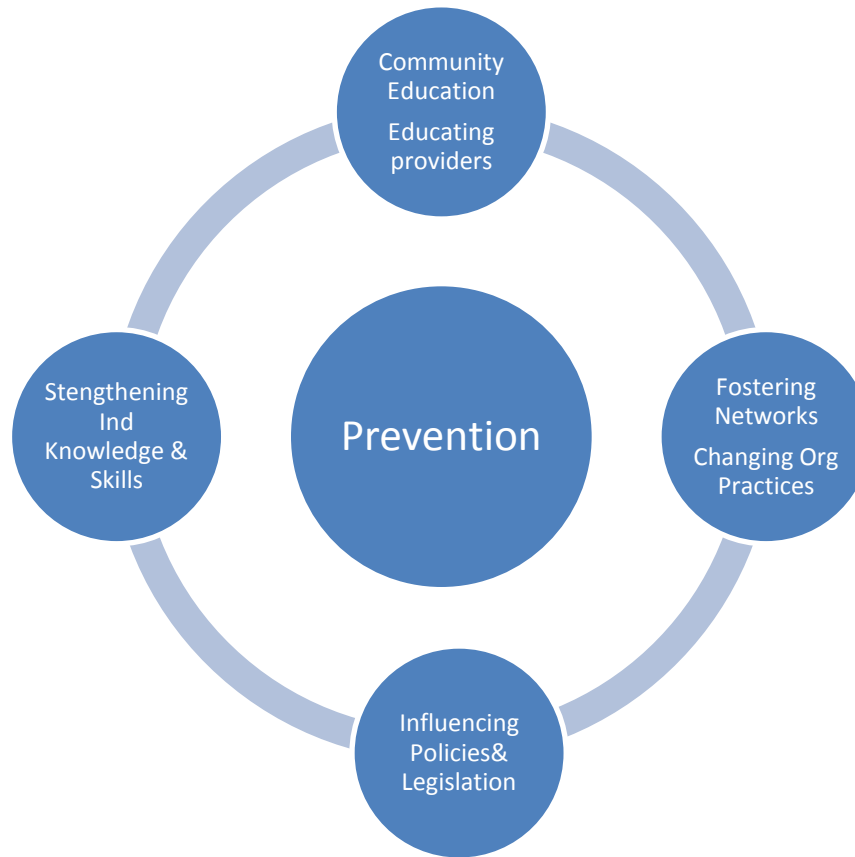 Community
Education
Educating
providers
Stengthening
Ind
Knowledge &
Skills
Prevention
Fostering
Networks
Changing Org
Practices
Influencing
Policies&
Legislation